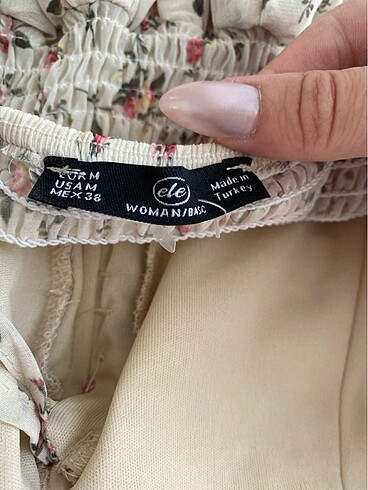 EUR M
USA M
MEX 38
ele
WOMAN/BASIC
Made in
Turkey